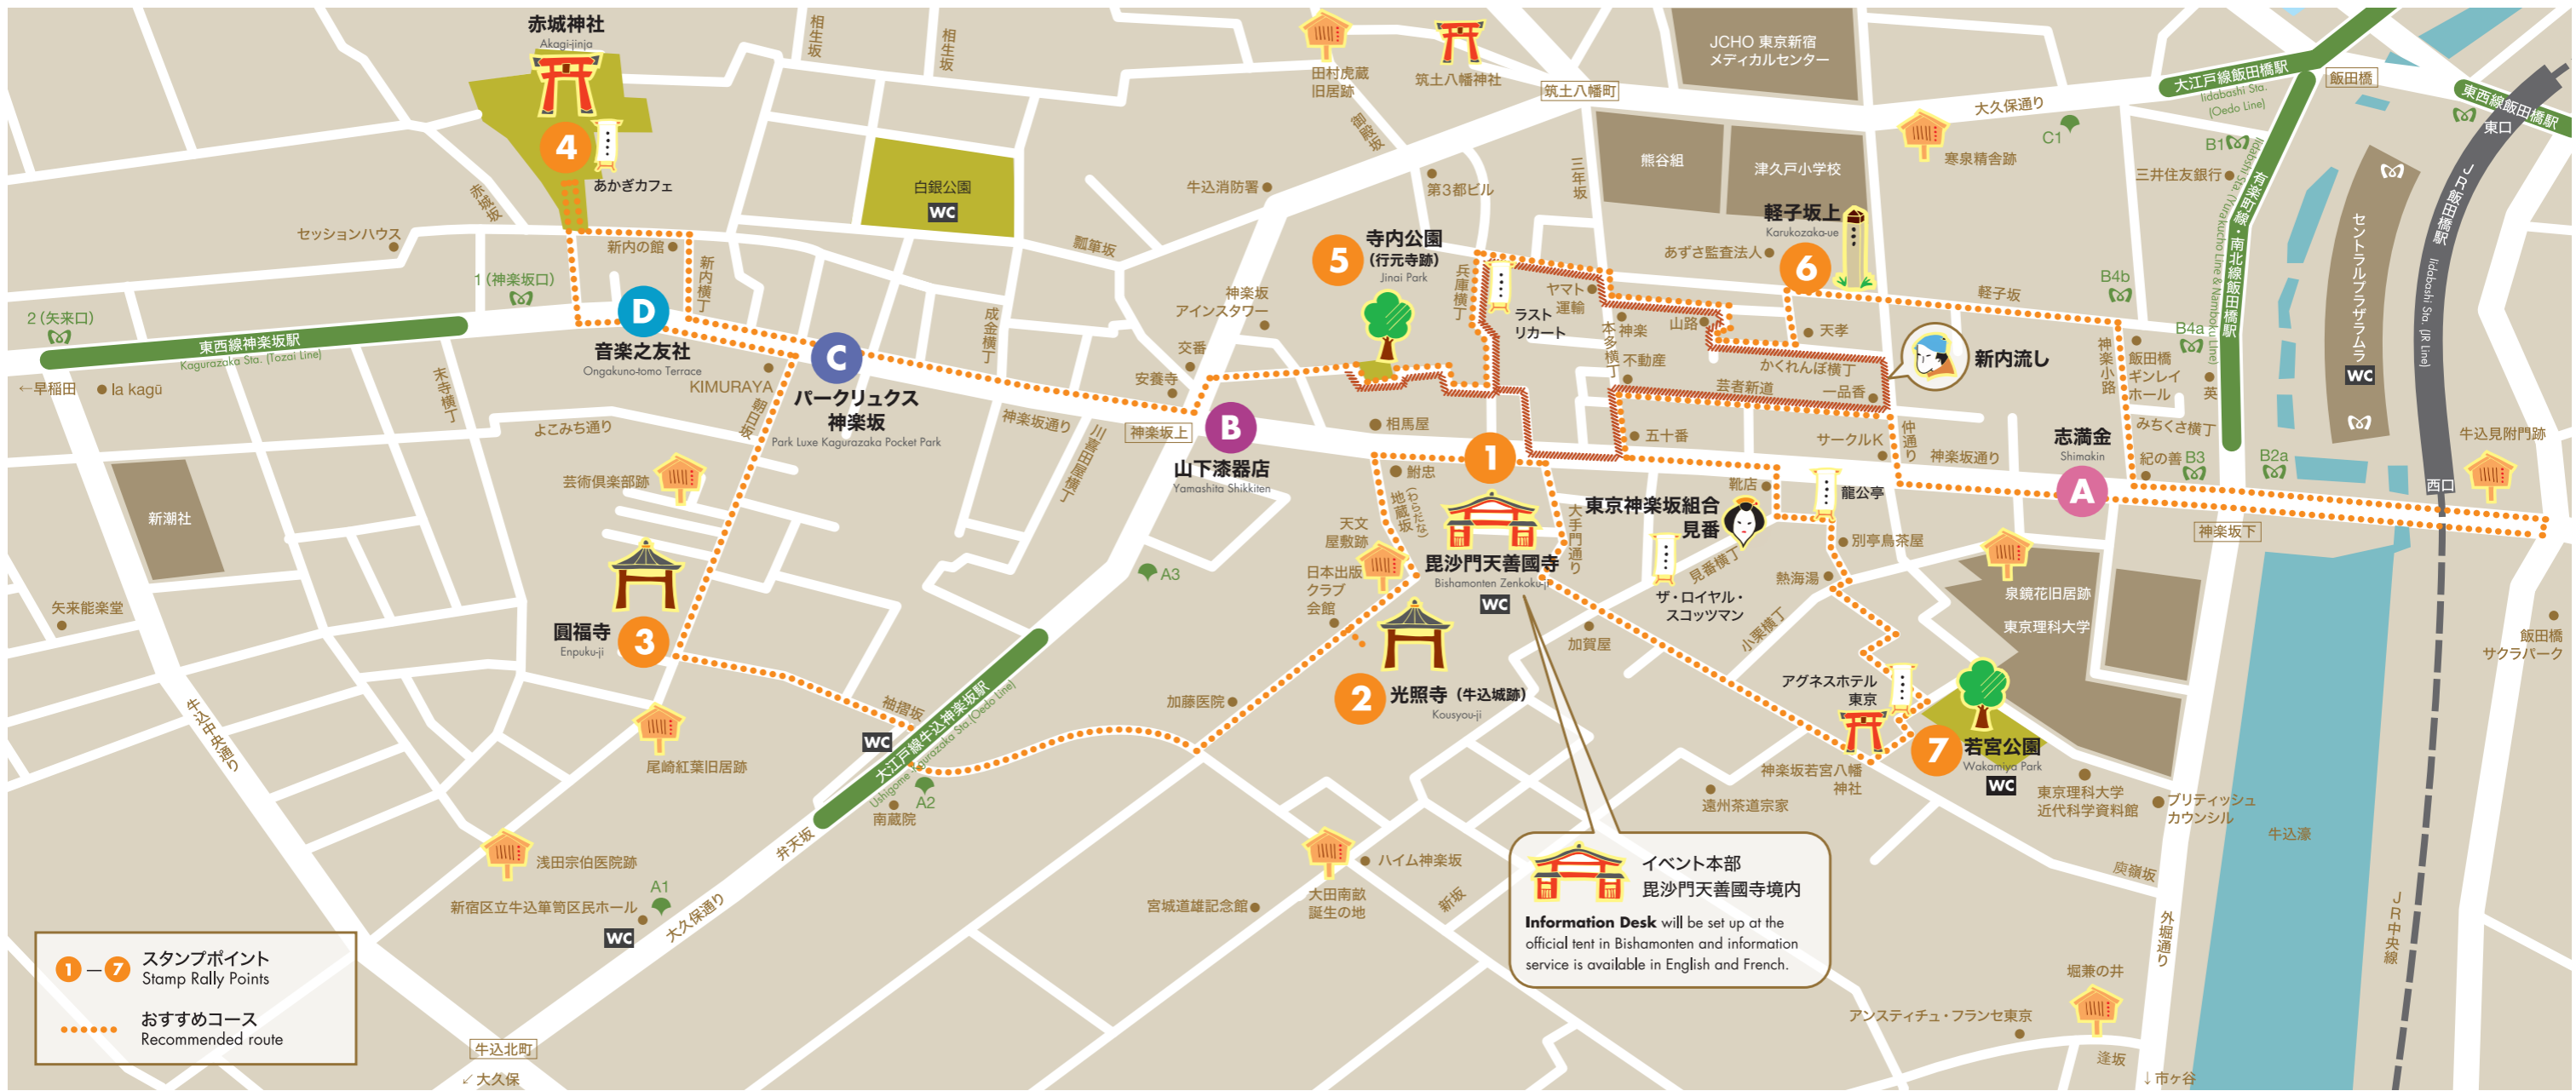 赤城神社
Akagi-jinja
4
あかぎカフェ
赤城坂
相生坂
相生坂
白銀公園
WC
田村虎蔵
旧居跡
筑土八幡神社
筑土八幡町
御殿坂
JCHO 東京新宿
メディカルセンター
大久保通り
大江戸線飯田橋駅
Iidabashi Sta.
(Oedo Line)
飯田橋
東西線飯田橋駅
東口
JR飯田橋駅
Iidabashi Sta. (JR Line)
寒泉精舎跡
C1
B1
三井住友銀行
有楽町線・南北線飯田橋駅
Iidabashi Sta. (Yurakucho Line & Namboku Line)
セントラルプラザラムラ
WC
熊谷組
津久戸小学校
三年坂
牛込消防署
第3都ビル
セッションハウス
新内の館
新内横丁
1 (神楽坂口)
2 (矢来口)
東西線神楽坂駅
Kagurazaka Sta. (Tozai Line)
←早稲田
la kagū
D
音楽之友社
Ongakuno-tomo Terrace
C
パークリュクス
神楽坂
Park Luxe Kagurazaka Pocket Park
KIMURAYA
朝日坂
瓢箪坂
成金横丁
神楽坂
アインスタワー
交番
安養寺
神楽坂上
神楽坂通り
川喜田屋横丁
B
山下漆器店
Yamashita Shikkiten
5
寺内公園
(行元寺跡)
Jinai Park
兵庫横丁
ラスト
リカート
ヤマト
運輸
本多横丁
神楽
不動産
山路
あずさ監査法人
軽子坂上
Karukozaka-ue
6
天孝
かくれんぼ横丁
芸者新道
一品香
新内流し
軽子坂
B4b
B4a
神楽小路
飯田橋
ギンレイ
ホール
英
みちくさ横丁
紀の善
B3
B2a
志満金
Shimakin
A
神楽坂通り
仲通り
サークルK
神楽坂下
西口
牛込見附門跡
相馬屋
五十番
1
鮒忠
地蔵坂
(わらだな)
毘沙門天善國寺
Bishamonten Zenkoku-ji
WC
大手門通り
靴店
東京神楽坂組合
見番
見番横丁
龍公亭
別亭鳥茶屋
熱海湯
ザ・ロイヤル・
スコッツマン
小栗横丁
加賀屋
天文
屋敷跡
日本出版
クラブ
会館
2
光照寺 (牛込城跡)
Kousyou-ji
末寺横丁
よこみち通り
新潮社
芸術倶楽部跡
圓福寺
Enpuku-ji
3
矢来能楽堂
牛込中央通り
袖摺坂
WC
大江戸線牛込神楽坂駅
Ushigome Kagurazaka Sta.(Oedo Line)
A3
A2
南蔵院
弁天坂
加藤医院
尾崎紅葉旧居跡
浅田宗伯医院跡
A1
新宿区立牛込箪笥区民ホール
WC
大久保通り
牛込北町
↙大久保
宮城道雄記念館
大田南畝
誕生の地
ハイム神楽坂
新坂
遠州茶道宗家
アグネスホテル
東京
神楽坂若宮八幡
神社
7
若宮公園
Wakamiya Park
WC
泉鏡花旧居跡
東京理科大学
東京理科大学
近代科学資料館
ブリティッシュ
カウンシル
飯田橋
サクラパーク
牛込濠
庾嶺坂
外堀通り
JR中央線
堀兼の井
アンスティチュ・フランセ東京
逢坂
↓市ヶ谷
イベント本部
毘沙門天善國寺境内
Information Desk will be set up at the
official tent in Bishamonten and information
service is available in English and French.
1 — 7
スタンプポイント
Stamp Rally Points
おすすめコース
Recommended route